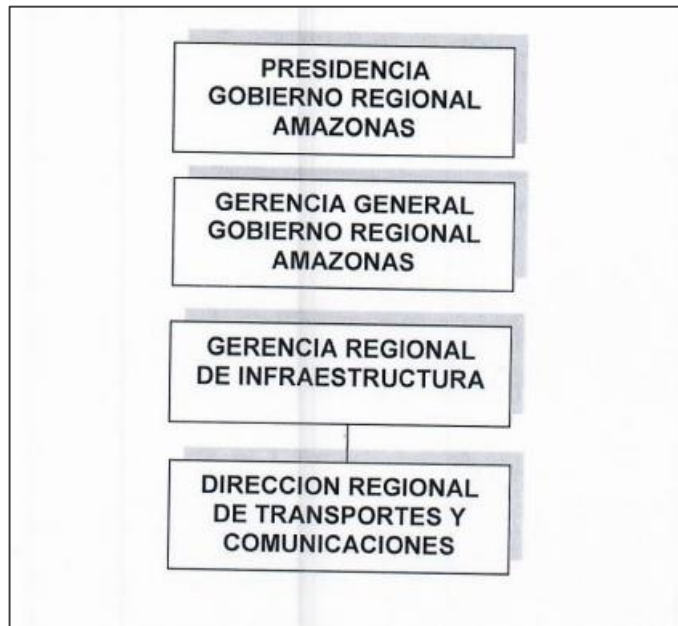 PRESIDENCIA
GOBIERNO REGIONAL
AMAZONAS
GERENCIA GENERAL
GOBIERNO REGIONAL
AMAZONAS
GERENCIA REGIONAL
DE INFRAESTRUCTURA
DIRECCION REGIONAL
DE TRANSPORTES Y
COMUNICACIONES